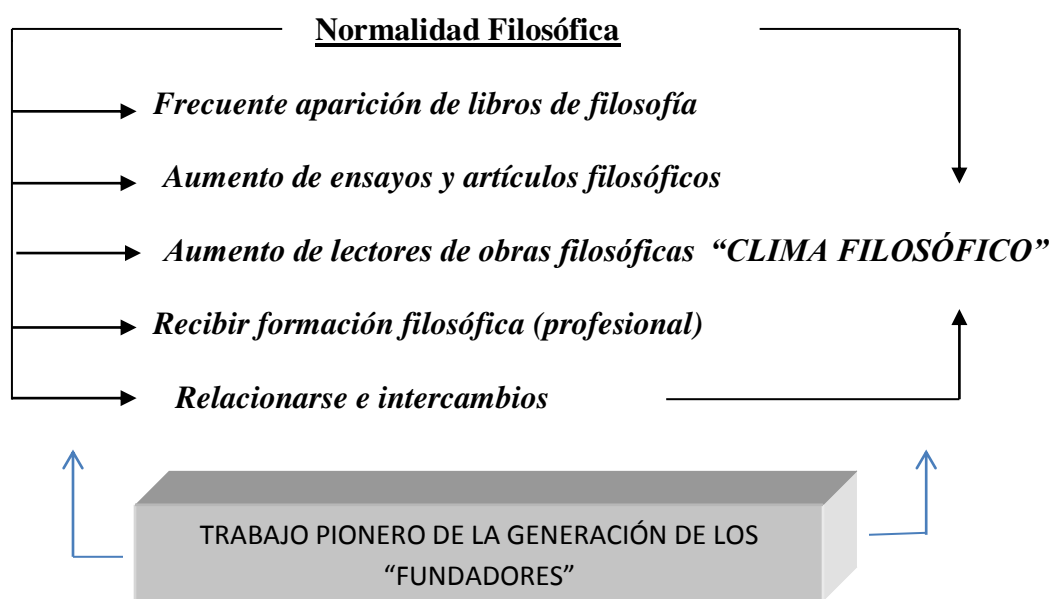 Normalidad Filosófica
Frecuente aparición de libros de filosofía
Aumento de ensayos y artículos filosóficos
Aumento de lectores de obras filosóficas “CLIMA FILOSÓFICO”
Recibir formación filosófica (profesional)
Relacionarse e intercambios
TRABAJO PIONERO DE LA GENERACIÓN DE LOS
“FUNDADORES”